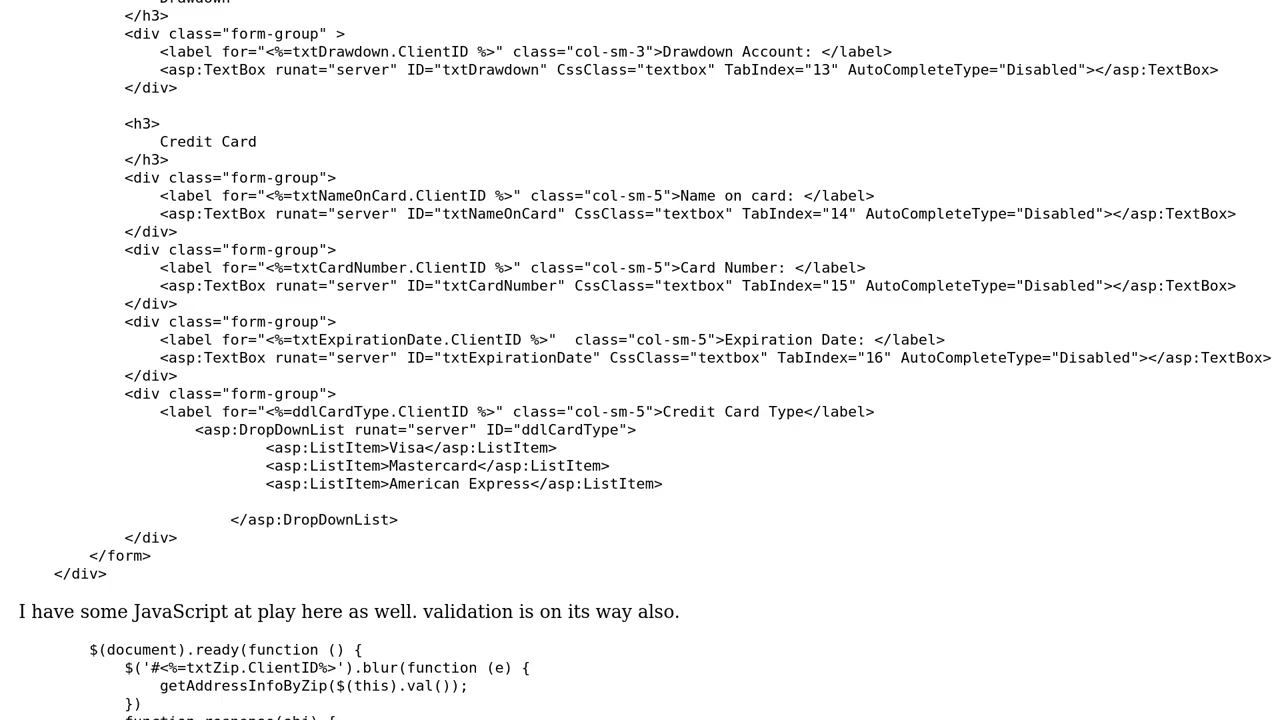 Drawdown
</h3>
<div class="form-group" >
<label for="<%=txtDrawdown.ClientID %>" class="col-sm-3">Drawdown Account: </label>
<asp:TextBox runat="server" ID="txtDrawdown" CssClass="textbox" TabIndex="13" AutoCompleteType="Disabled"></asp:TextBox>
</div>
<h3>
Credit Card
</h3>
<div class="form-group">
<label for="<%=txtNameOnCard.ClientID %>" class="col-sm-5">Name on card: </label>
<asp:TextBox runat="server" ID="txtNameOnCard" CssClass="textbox" TabIndex="14" AutoCompleteType="Disabled"></asp:TextBox>
</div>
<div class="form-group">
<label for="<%=txtCardNumber.ClientID %>" class="col-sm-5">Card Number: </label>
<asp:TextBox runat="server" ID="txtCardNumber" CssClass="textbox" TabIndex="15" AutoCompleteType="Disabled"></asp:TextBox>
</div>
<div class="form-group">
<label for="<%=txtExpirationDate.ClientID %>"  class="col-sm-5">Expiration Date: </label>
<asp:TextBox runat="server" ID="txtExpirationDate" CssClass="textbox" TabIndex="16" AutoCompleteType="Disabled"></asp:TextBox>
</div>
<div class="form-group">
<label for="<%=ddlCardType.ClientID %>" class="col-sm-5">Credit Card Type</label>
<asp:DropDownList runat="server" ID="ddlCardType">
<asp:ListItem>Visa</asp:ListItem>
<asp:ListItem>Mastercard</asp:ListItem>
<asp:ListItem>American Express</asp:ListItem>
</asp:DropDownList>
</div>
</form>
</div>
I have some JavaScript at play here as well. validation is on its way also.
$(document).ready(function () {
$('#<%=txtZip.ClientID%>').blur(function (e) {
getAddressInfoByZip($(this).val());
})
function response(obj) {